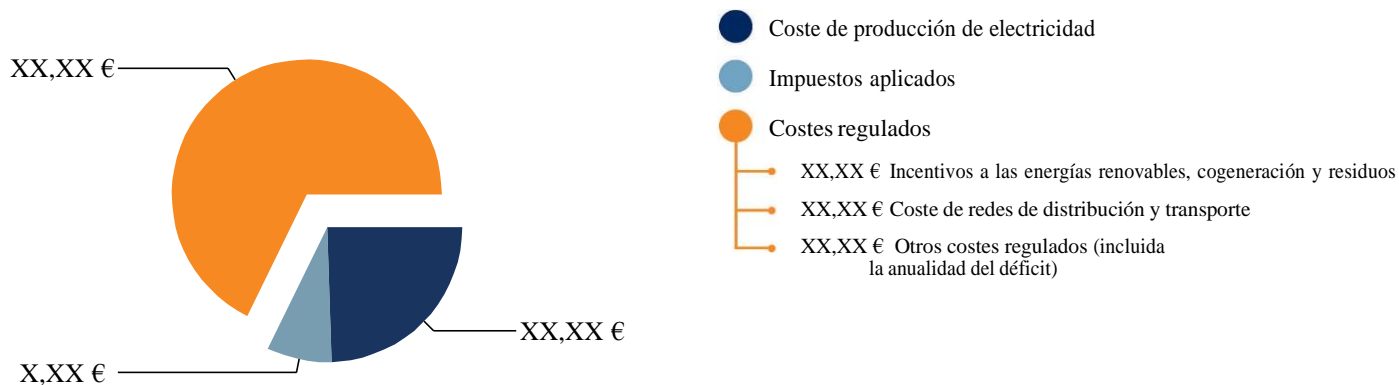 XX,XX €
X,XX €
XX,XX €
Coste de producción de electricidad
Impuestos aplicados
Costes regulados
XX,XX € Incentivos a las energías renovables, cogeneración y residuos
XX,XX € Coste de redes de distribución y transporte
XX,XX € Otros costes regulados (incluida
la anualidad del déficit)